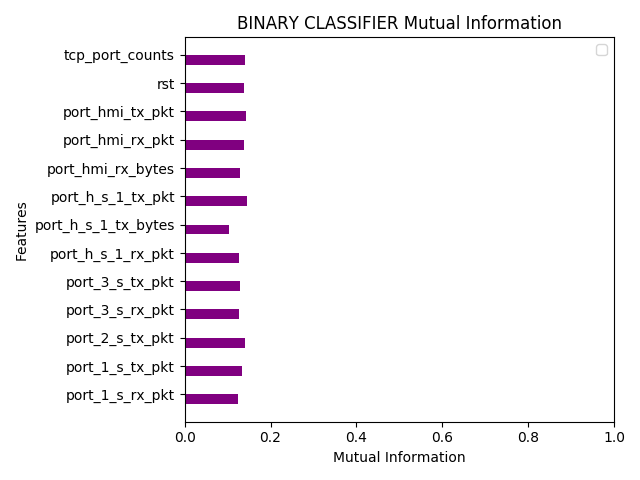 BINARY CLASSIFIER Mutual Information
tcp_port_counts
rst
port_hmi_tx_pkt
port_hmi_rx_pkt
port_hmi_rx_bytes
port_h_s_1_tx_pkt
port_h_s_1_tx_bytes
port_h_s_1_rx_pkt
port_3_s_tx_pkt
port_3_s_rx_pkt
port_2_s_tx_pkt
port_1_s_tx_pkt
port_1_s_rx_pkt
Features
0.0 0.2 0.4 0.6 0.8 1.0
Mutual Information